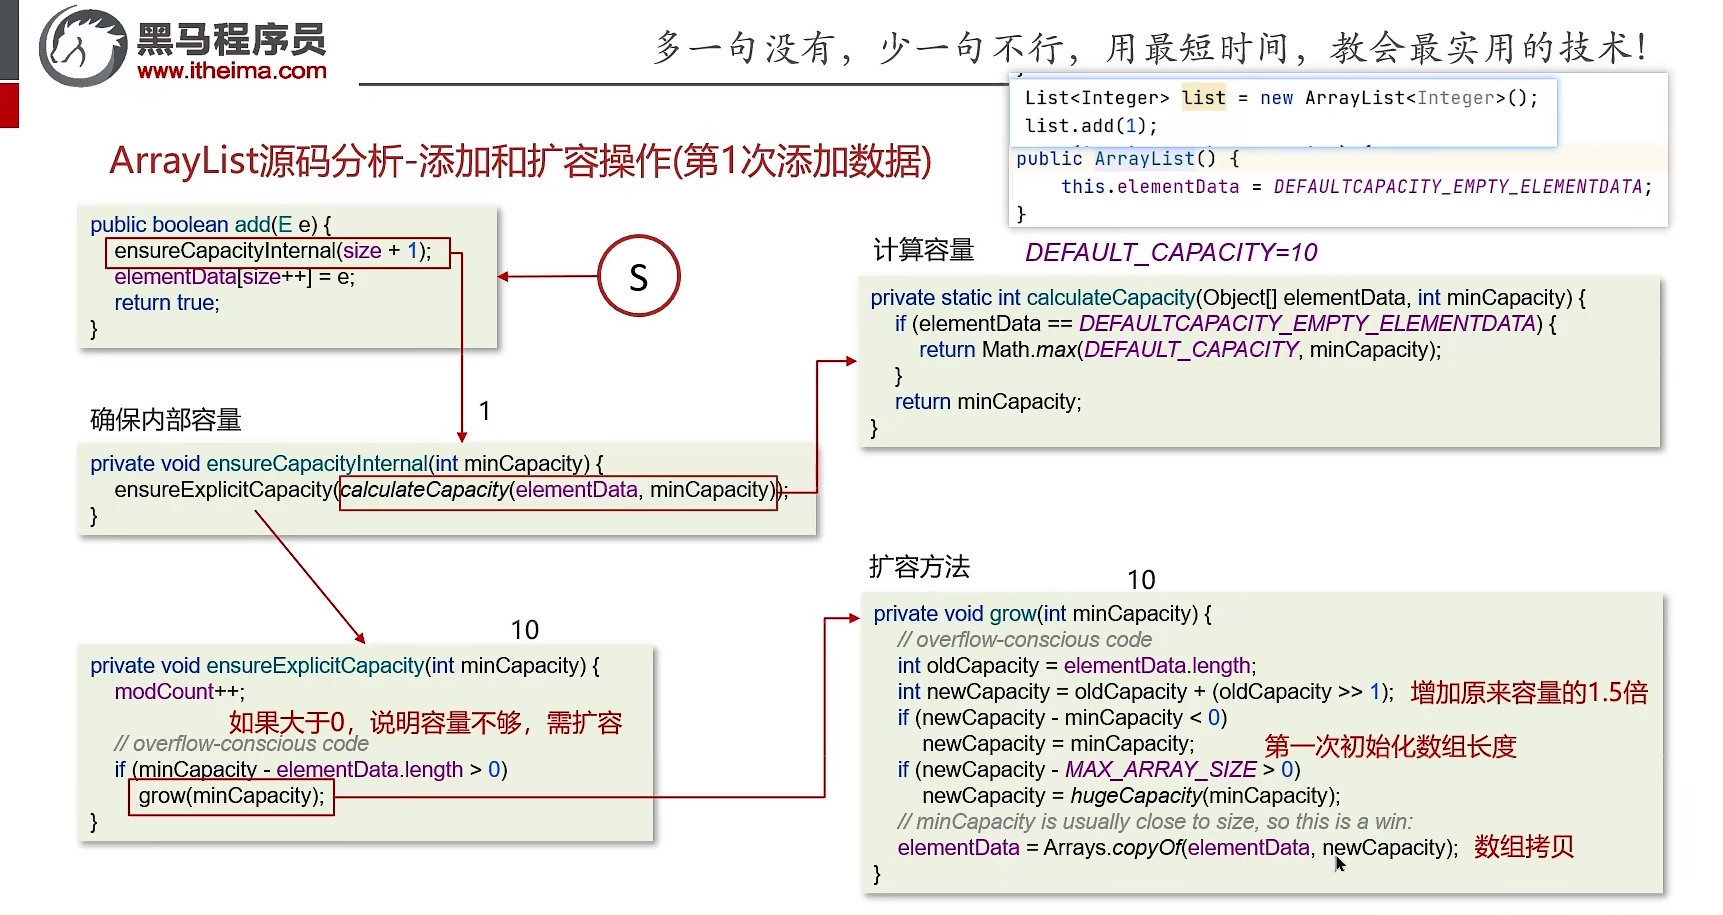 黑马程序员
www.itheima.com
多一句没有，少一句不行，用最短时间，教会最实用的技术！
List<Integer> list = new ArrayList<Integer>();
list.add(1);
public ArrayList() {
this.elementData = DEFAULTCAPACITY_EMPTY_ELEMENTDATA;
}
ArrayList源码分析-添加和扩容操作(第1次添加数据)
public boolean add(E e) {
ensureCapacityInternal(size + 1);
elementData[size++] = e;
return true;
}
S
计算容量
DEFAULT_CAPACITY=10
private static int calculateCapacity(Object[] elementData, int minCapacity) {
if (elementData == DEFAULTCAPACITY_EMPTY_ELEMENTDATA) {
return Math.max(DEFAULT_CAPACITY, minCapacity);
}
return minCapacity;
}
确保内部容量
1
private void ensureCapacityInternal(int minCapacity) {
ensureExplicitCapacity(calculateCapacity(elementData, minCapacity));
}
10
private void ensureExplicitCapacity(int minCapacity) {
modCount++;
如果大于0，说明容量不够，需扩容
// overflow-conscious code
if (minCapacity - elementData.length > 0)
grow(minCapacity);
}
扩容方法
10
private void grow(int minCapacity) {
// overflow-conscious code
int oldCapacity = elementData.length;
int newCapacity = oldCapacity + (oldCapacity >> 1); 增加原来容量的1.5倍
if (newCapacity - minCapacity < 0)
newCapacity = minCapacity; 第一次初始化数组长度
if (newCapacity - MAX_ARRAY_SIZE > 0)
newCapacity = hugeCapacity(minCapacity);
// minCapacity is usually close to size, so this is a win:
elementData = Arrays.copyOf(elementData, newCapacity); 数组拷贝
}